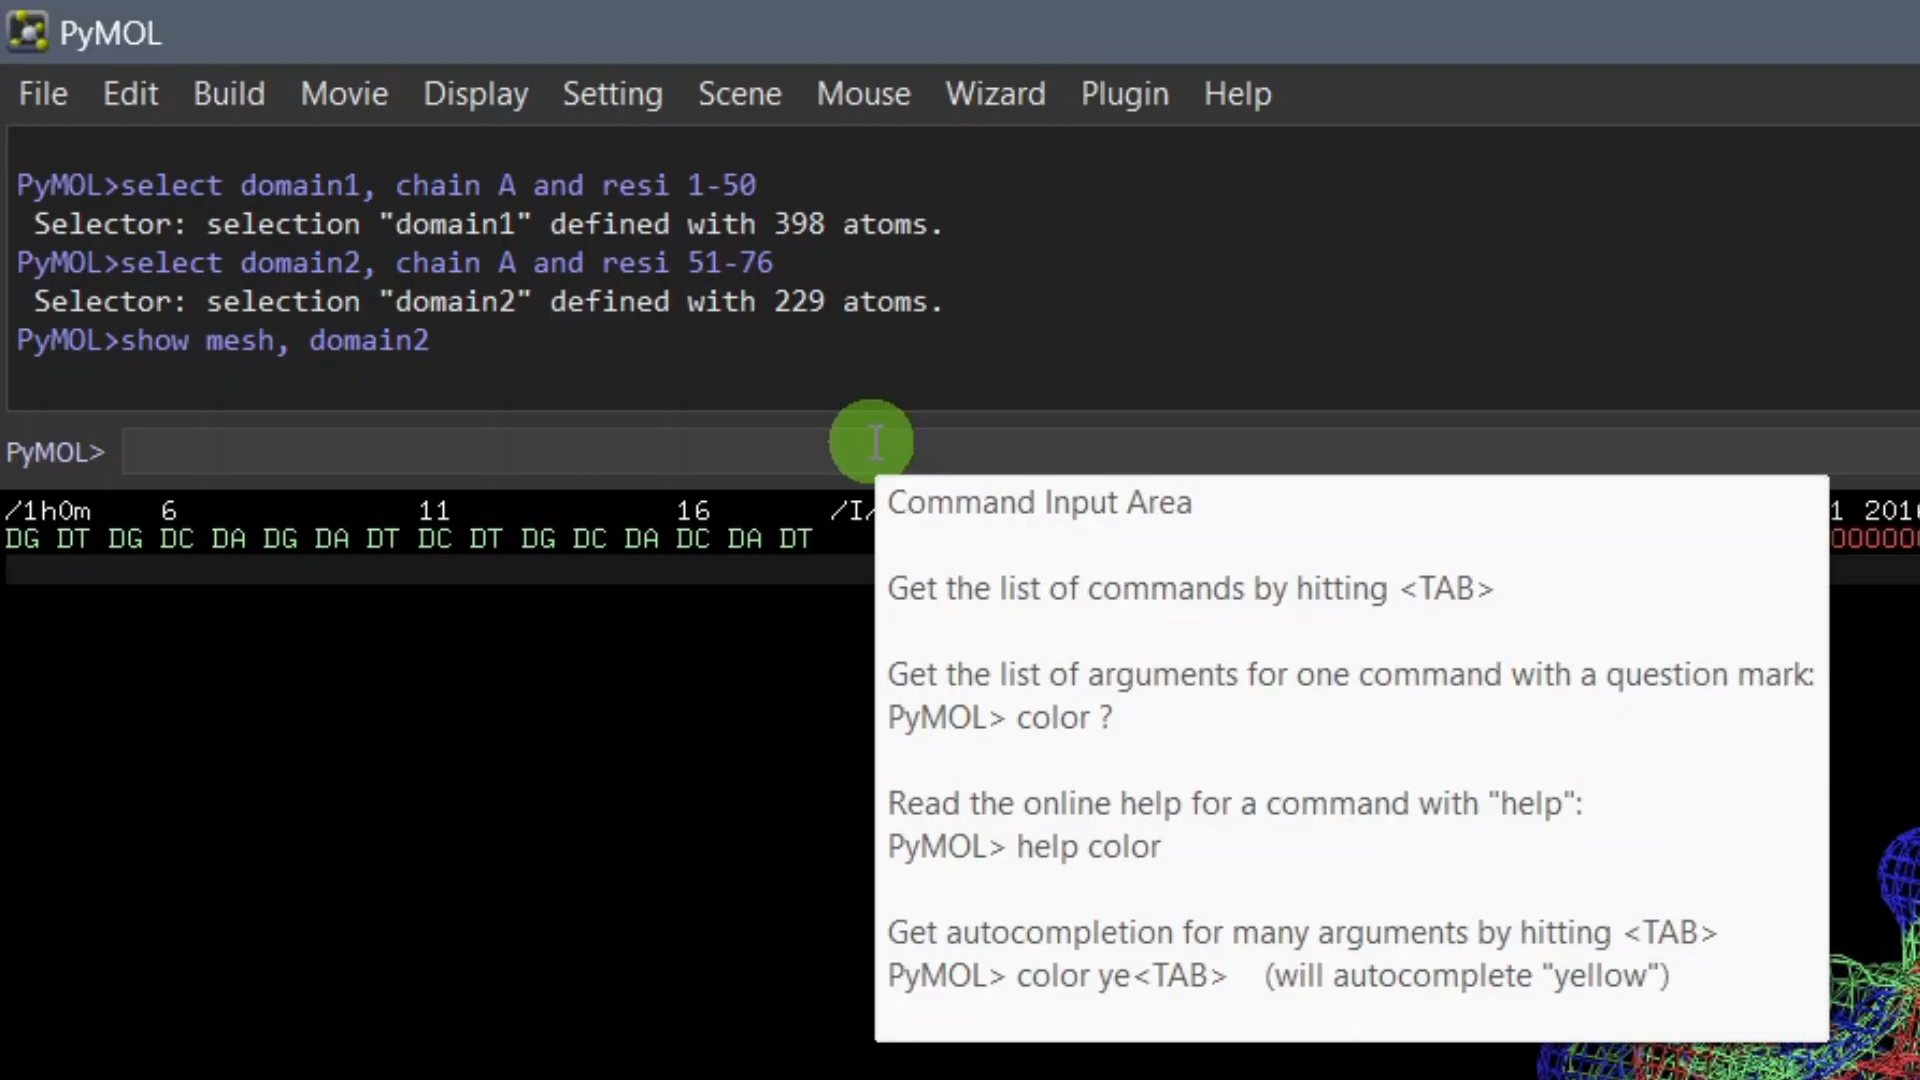 PyMOL
File Edit Build Movie Display Setting Scene Mouse Wizard Plugin Help
PyMOL>select domain1, chain A and resi 1-50
Selector: selection "domain1" defined with 398 atoms.
PyMOL>select domain2, chain A and resi 51-76
Selector: selection "domain2" defined with 229 atoms.
PyMOL>show mesh, domain2
PyMOL>
/1h0m 6 11 16 /I/
DG DT DG DC DA DG DA DT DC DT DG DC DA DC DA DT
Command Input Area
Get the list of commands by hitting <TAB>
Get the list of arguments for one command with a question mark:
PyMOL> color ?
Read the online help for a command with "help":
PyMOL> help color
Get autocompletion for many arguments by hitting <TAB>
PyMOL> color ye<TAB> (will autocomplete "yellow")